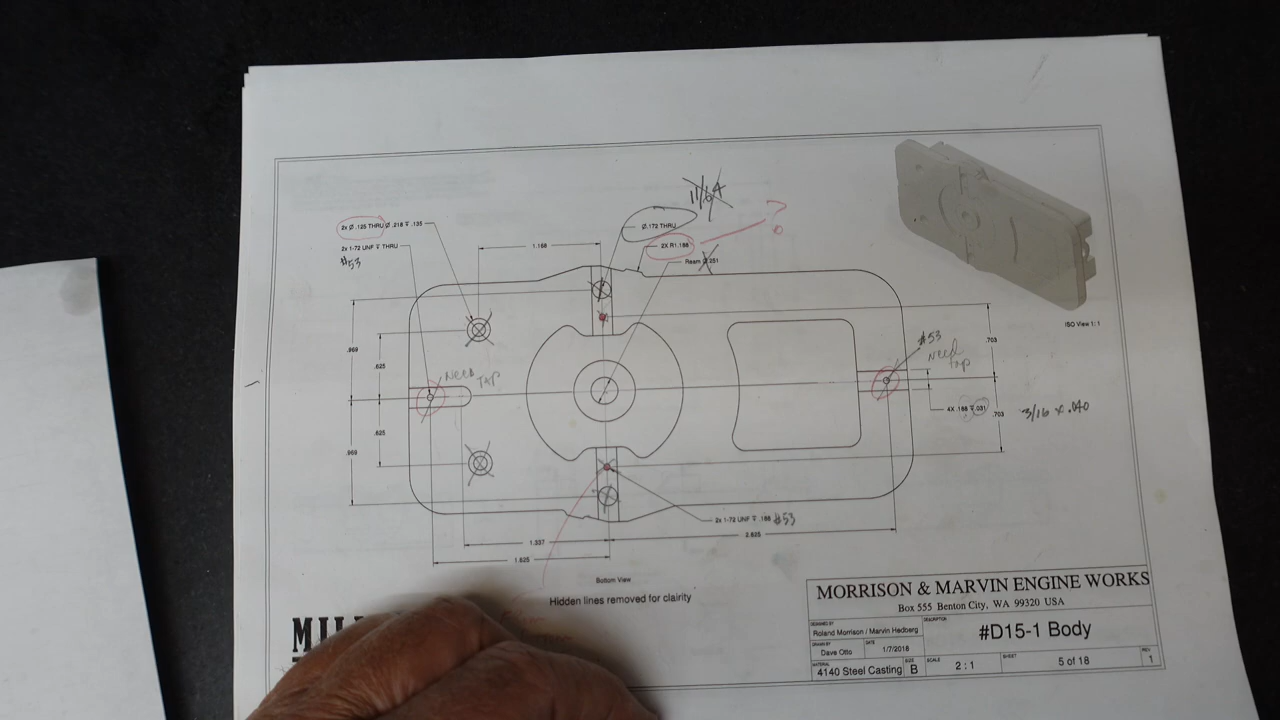 11/64
2x Ø .125 THRU Ø .218 ↧ .135
Ø.172 THRU
?
2x 1-72 UNF ↧ THRU
1.168
2X R1.188
#53
Ream Ø.251
ISO View 1:1
#53
.969
.703
.625
Need
Tap
NEED
TAP
4X .188 ↧.031
3/16 x .040
.703
.625
.969
2x 1-72 UNF ↧ .188 #53
1.337
2.625
1.625
Bottom View
Hidden lines removed for clairity
MORRISON & MARVIN ENGINE WORKS
Box 555 Benton City, WA 99320 USA
DESIGNED BY
Roland Morrison / Marvin Hedberg
DESCRIPTION
#D15-1 Body
DRAWN BY
Dave Otto
DATE
1/7/2018
MATERIAL
4140 Steel Casting
SIZE
B
SCALE
2 : 1
SHEET
5 of 18
REV
1